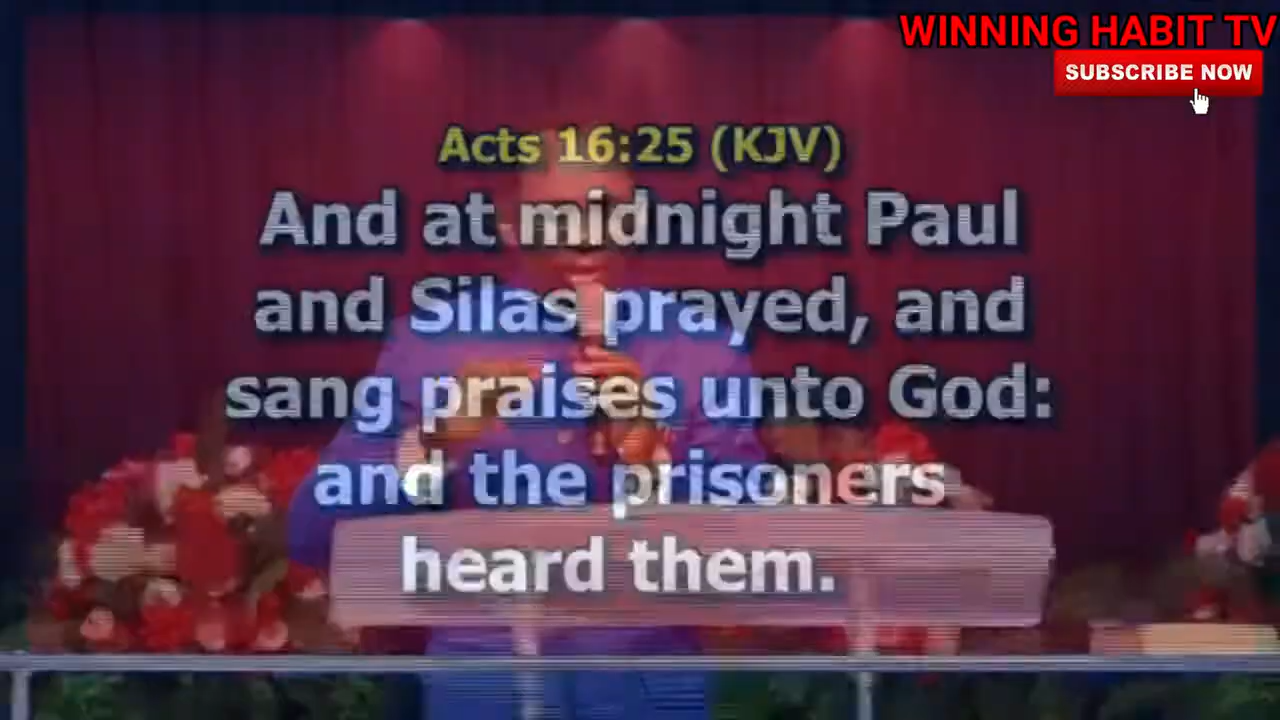 WINNING HABIT TV
SUBSCRIBE NOW
Acts 16:25 (KJV)
And at midnight Paul
and Silas prayed, and
sang praises unto God:
and the prisoners
heard them.